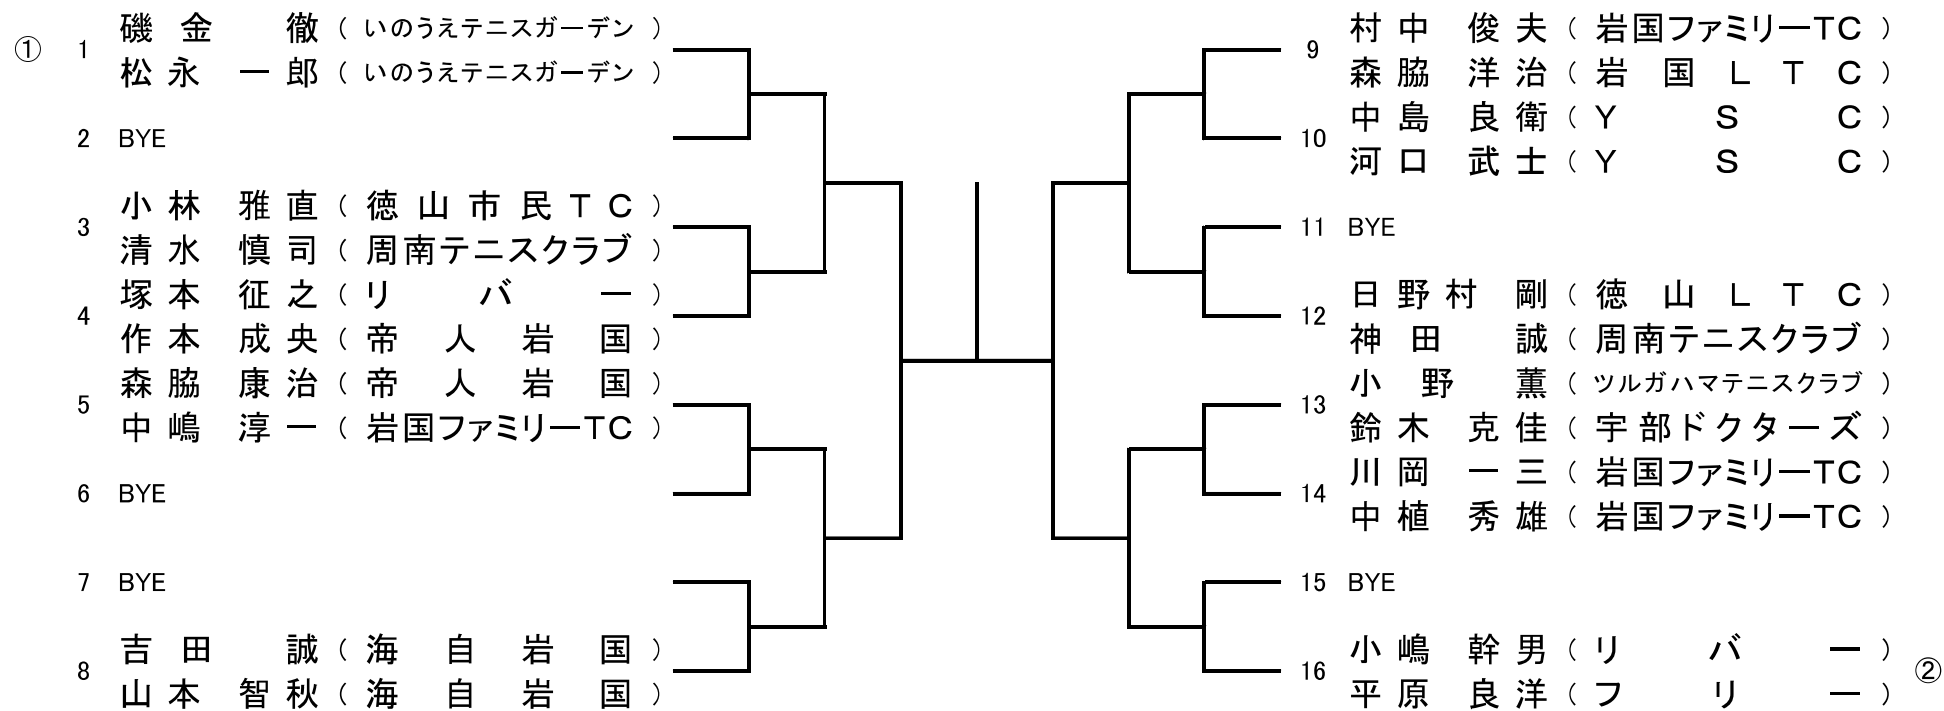 ① 1 磯金 徹 ( いのうえテニスガーデン )
松永 一郎 ( いのうえテニスガーデン )
2 BYE
3 小林 雅直 ( 徳山市民TC )
清水 慎司 ( 周南テニスクラブ )
4 塚本 征之 ( リバー )
作本 成央 ( 帝人岩国 )
5 森脇 康治 ( 帝人岩国 )
中嶋 淳一 ( 岩国ファミリーTC )
6 BYE
7 BYE
8 吉田 誠 ( 海自岩国 )
山本 智秋 ( 海自岩国 )
9 村中 俊夫 ( 岩国ファミリーTC )
森脇 洋治 ( 岩国LTC )
10 中島 良衛 ( YSC )
河口 武士 ( YSC )
11 BYE
12 日野村 剛 ( 徳山LTC )
神田 誠 ( 周南テニスクラブ )
13 小野 薫 ( ツルガハマテニスクラブ )
鈴木 克佳 ( 宇部ドクターズ )
14 川岡 一三 ( 岩国ファミリーTC )
中植 秀雄 ( 岩国ファミリーTC )
15 BYE
16 小嶋 幹男 ( リバー ) ②
平原 良洋 ( フリー )